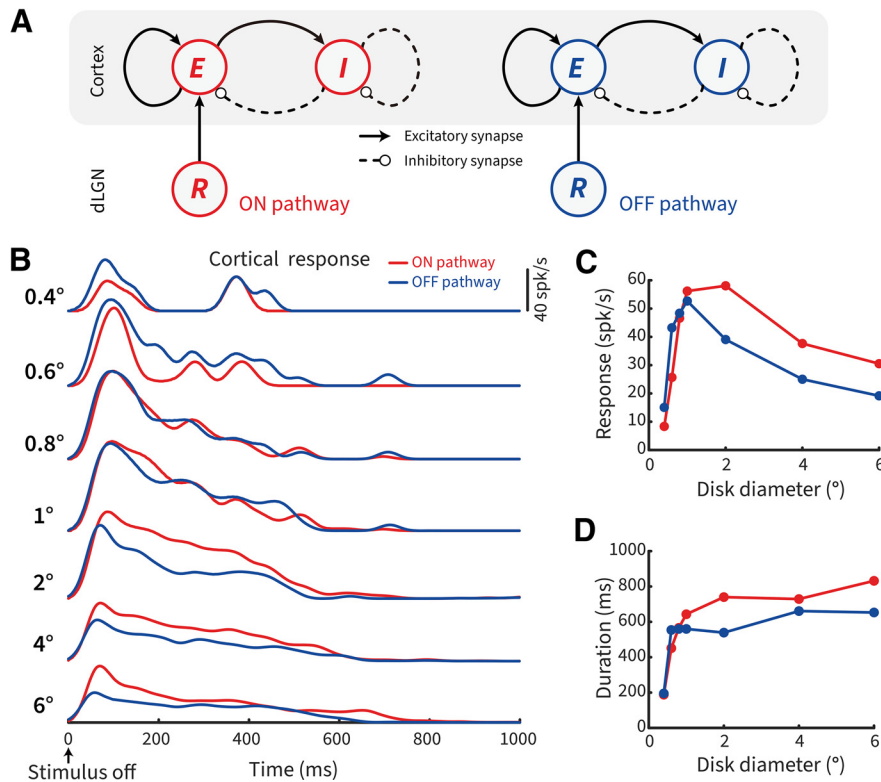 A
Cortex
E I E I
Excitatory synapse
Inhibitory synapse
dLGN
R ON pathway R OFF pathway
B
Cortical response
ON pathway
OFF pathway
40 spk/s
0.4°
0.6°
0.8°
1°
2°
4°
6°
0 200 400 600 800 1000
Stimulus off Time (ms)
C
Response (spk/s)
60
50
40
30
20
10
0
0 2 4 6
Disk diameter (°)
D
Duration (ms)
1000
800
600
400
200
0
0 2 4 6
Disk diameter (°)